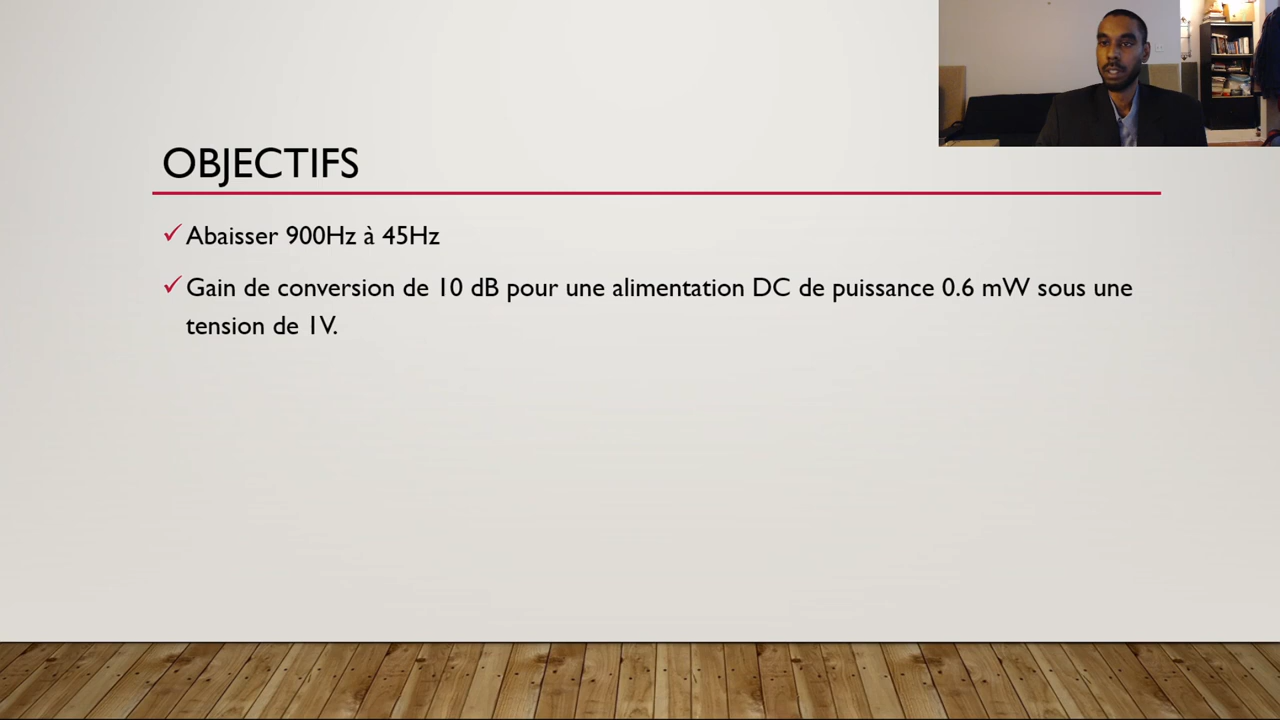 OBJECTIFS
Abaisser 900Hz à 45Hz
Gain de conversion de 10 dB pour une alimentation DC de puissance 0.6 mW sous une
tension de 1V.